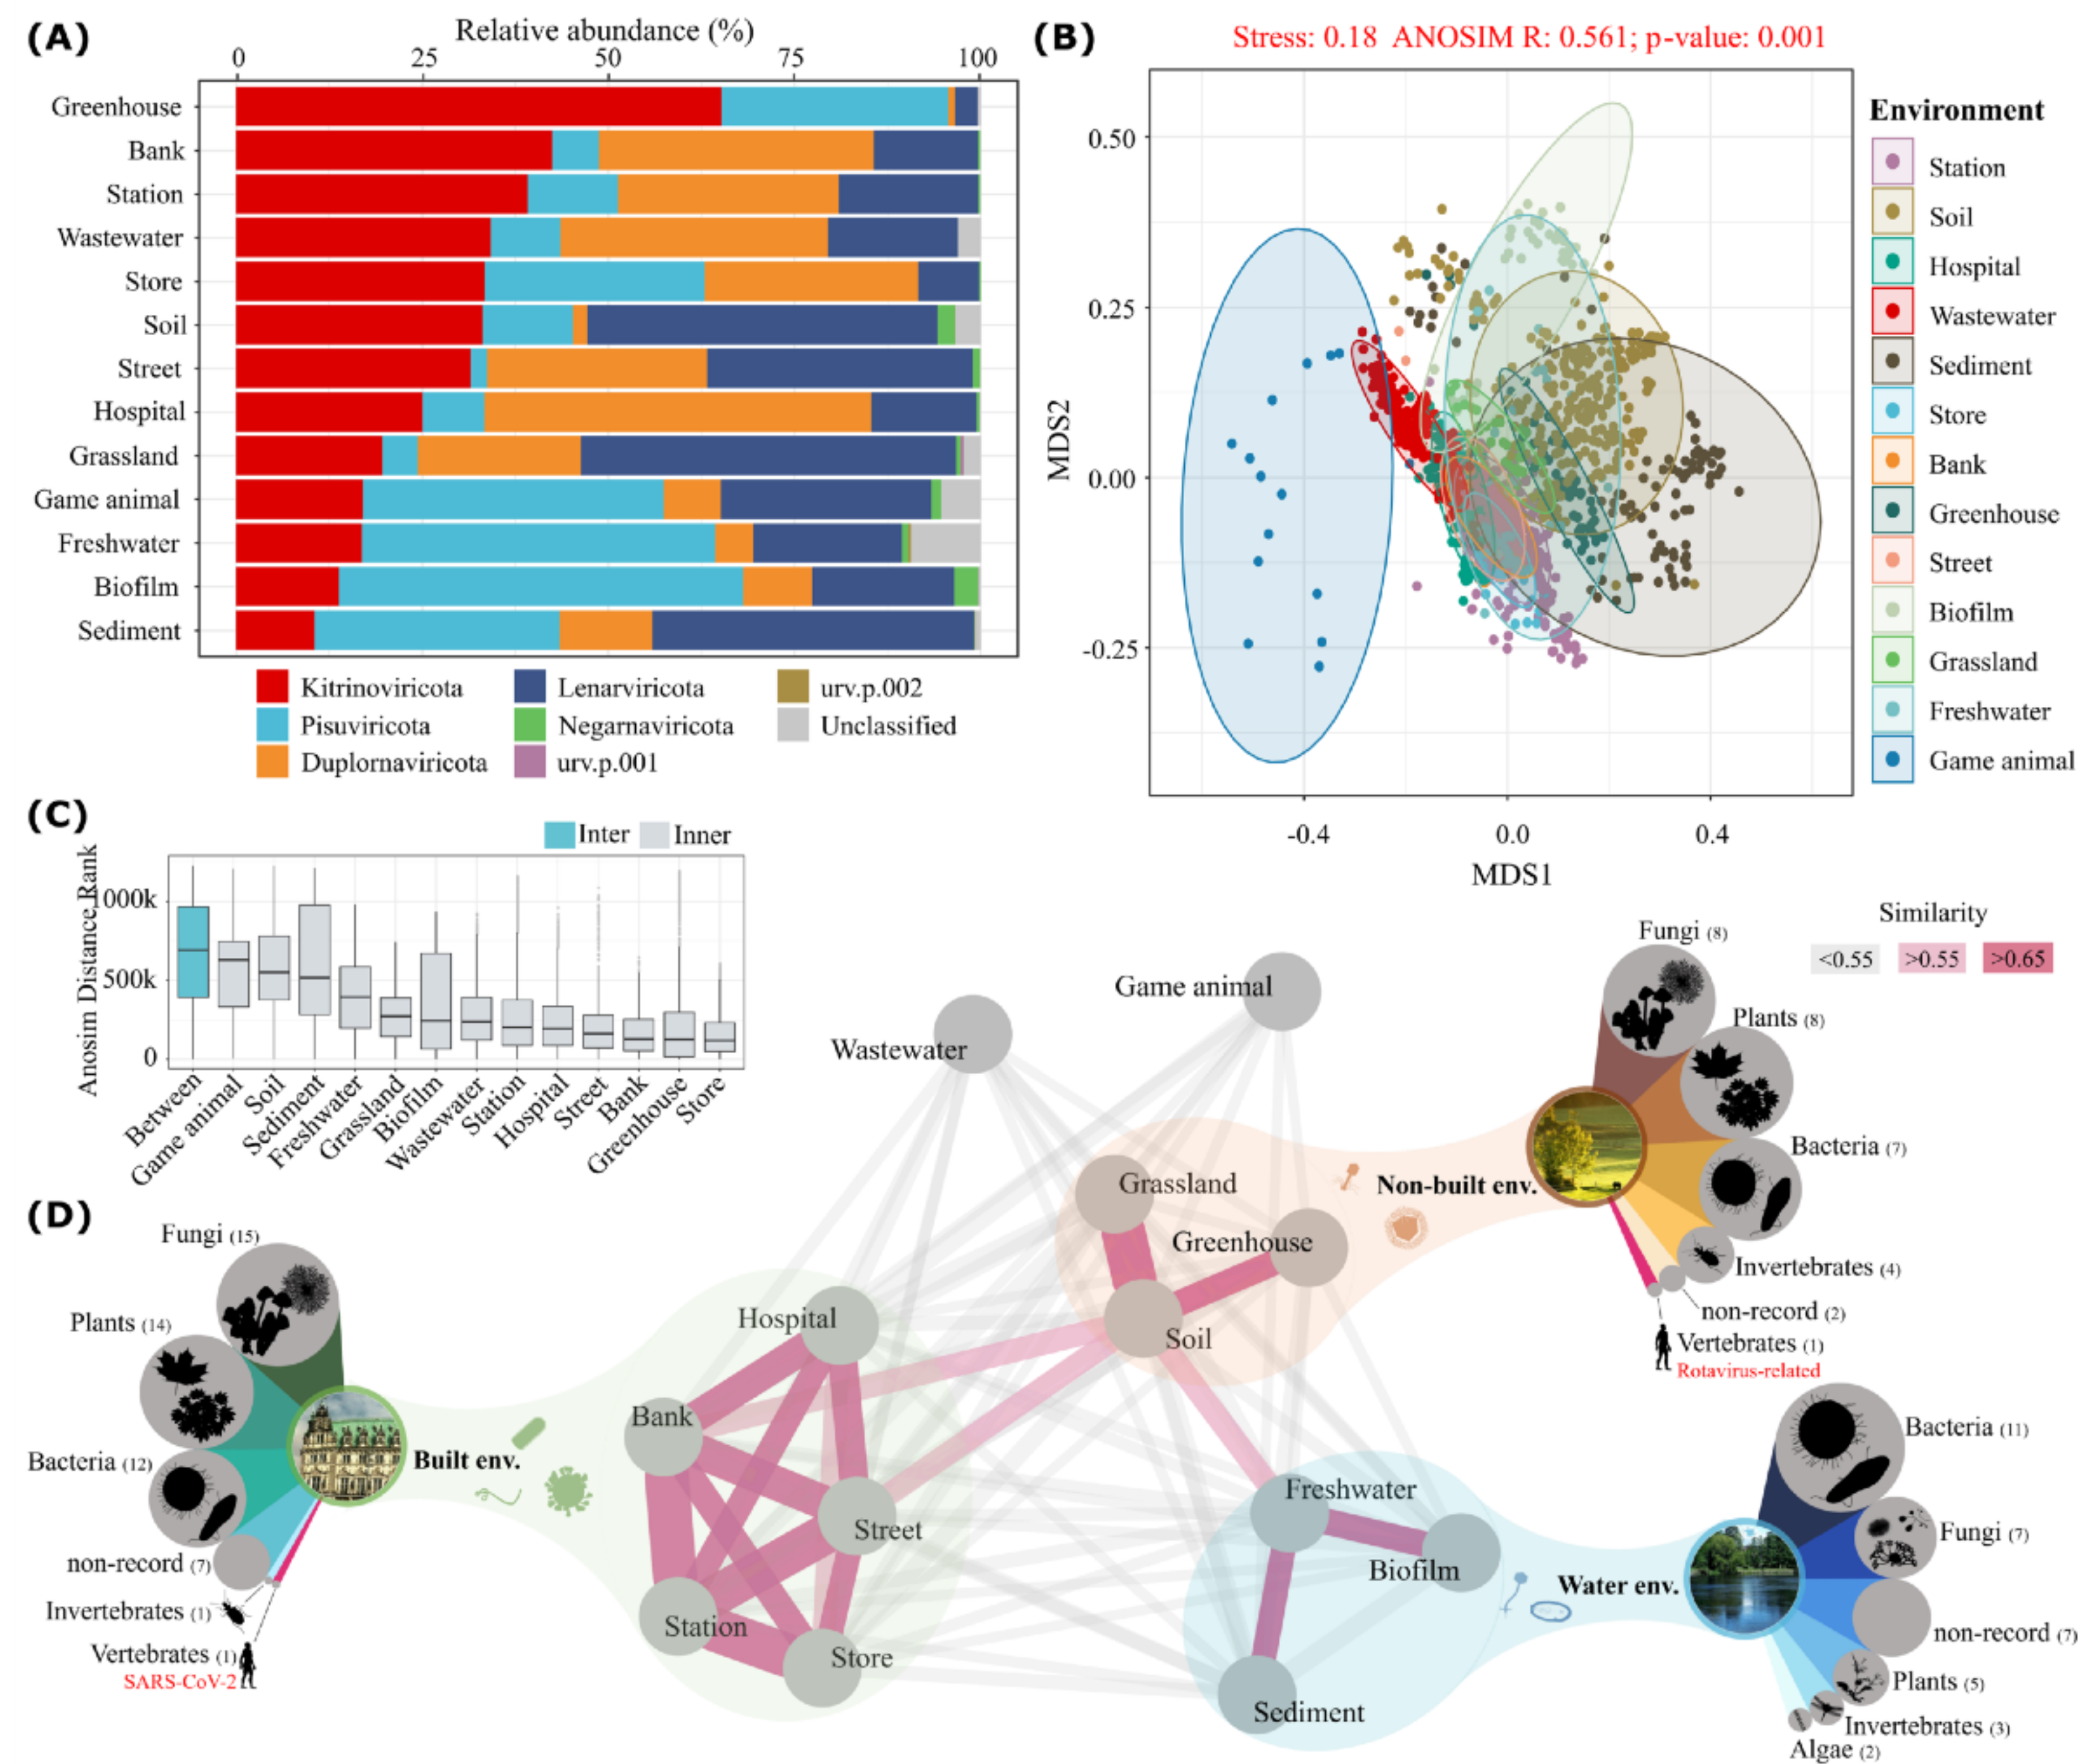 (A)
Relative abundance (%)
0 25 50 75 100
Greenhouse
Bank
Station
Wastewater
Store
Soil
Street
Hospital
Grassland
Game animal
Freshwater
Biofilm
Sediment
Kitrinoviricota
Pisuviricota
Duplornaviricota
Lenarviricota
Negarnaviricota
urv.p.001
urv.p.002
Unclassified
(B)
Stress: 0.18 ANOSIM R: 0.561; p-value: 0.001
MDS2
0.50
0.25
0.00
-0.25
-0.4 0.0 0.4
MDS1
Environment
Station
Soil
Hospital
Wastewater
Sediment
Store
Bank
Greenhouse
Street
Biofilm
Grassland
Freshwater
Game animal
(C)
Inter Inner
Anosim Distance Rank
1000k
500k
0
Between
Game animal
Soil
Sediment
Freshwater
Grassland
Biofilm
Wastewater
Station
Hospital
Street
Bank
Greenhouse
Store
(D)
Similarity
<0.55 >0.55 >0.65
Wastewater
Game animal
Grassland
Greenhouse
Soil
Non-built env.
Fungi (8)
Plants (8)
Bacteria (7)
Invertebrates (4)
non-record (2)
Vertebrates (1)
Rotavirus-related
Fungi (15)
Plants (14)
Bacteria (12)
non-record (7)
Invertebrates (1)
Vertebrates (1)
SARS-CoV-2
Built env.
Hospital
Bank
Street
Station
Store
Freshwater
Biofilm
Sediment
Water env.
Bacteria (11)
Fungi (7)
non-record (7)
Plants (5)
Invertebrates (3)
Algae (2)